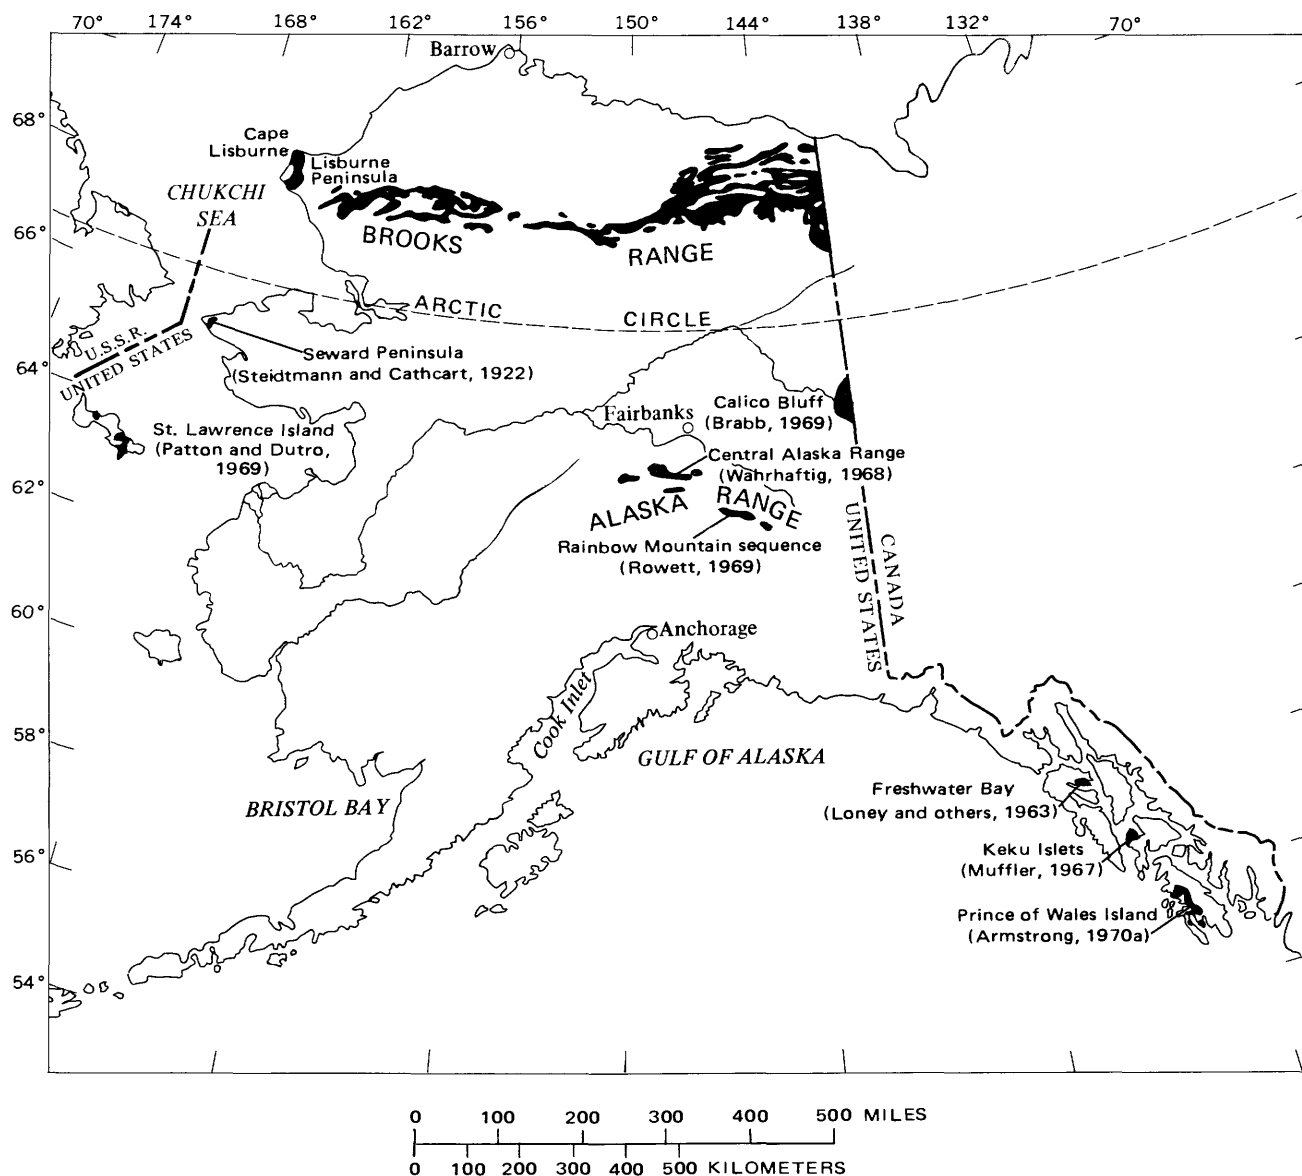 70° 174° 168° 162° 156° 150° 144° 138° 132° 70°
Barrow
68°
Cape
Lisburne
Lisburne
Peninsula
CHUKCHI
SEA
66°
BROOKS RANGE
ARCTIC CIRCLE
U.S.S.R.
UNITED STATES
64°
Seward Peninsula
(Steidtmann and Cathcart, 1922)
Fairbanks
Calico Bluff
(Brabb, 1969)
St. Lawrence Island
(Patton and Dutro,
1969)
Central Alaska Range
(Wahrhaftig, 1968)
62°
ALASKA RANGE
Rainbow Mountain sequence
(Rowett, 1969)
CANADA
UNITED STATES
60°
Anchorage
Cook Inlet
58°
GULF OF ALASKA
BRISTOL BAY
Freshwater Bay
(Loney and others, 1963)
56°
Keku Islets
(Muffler, 1967)
Prince of Wales Island
(Armstrong, 1970a)
54°
0 100 200 300 400 500 MILES
0 100 200 300 400 500 KILOMETERS